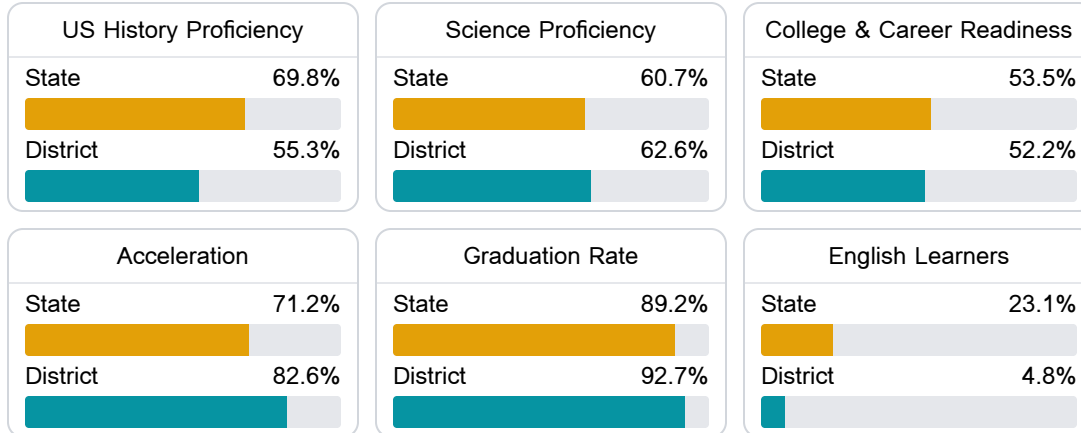 US History Proficiency
State 69.8%
District 55.3%
Science Proficiency
State 60.7%
District 62.6%
College & Career Readiness
State 53.5%
District 52.2%
Acceleration
State 71.2%
District 82.6%
Graduation Rate
State 89.2%
District 92.7%
English Learners
State 23.1%
District 4.8%